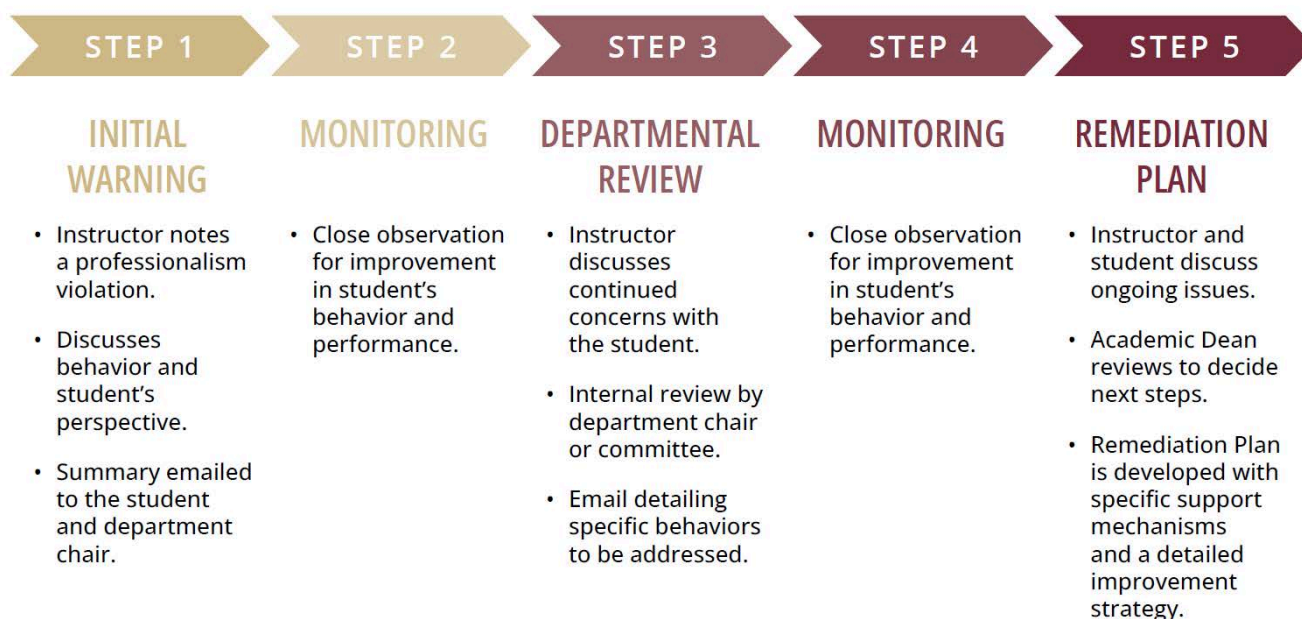 STEP 1
STEP 2
STEP 3
STEP 4
STEP 5
INITIAL
WARNING
• Instructor notes
a professionalism
violation.
• Discusses
behavior and
student’s
perspective.
• Summary emailed
to the student
and department
chair.
MONITORING
• Close observation
for improvement
in student’s
behavior and
performance.
DEPARTMENTAL
REVIEW
• Instructor
discusses
continued
concerns with
the student.
• Internal review by
department chair
or committee.
• Email detailing
specific behaviors
to be addressed.
MONITORING
• Close observation
for improvement
in student’s
behavior and
performance.
REMEDIATION
PLAN
• Instructor and
student discuss
ongoing issues.
• Academic Dean
reviews to decide
next steps.
• Remediation Plan
is developed with
specific support
mechanisms
and a detailed
improvement
strategy.